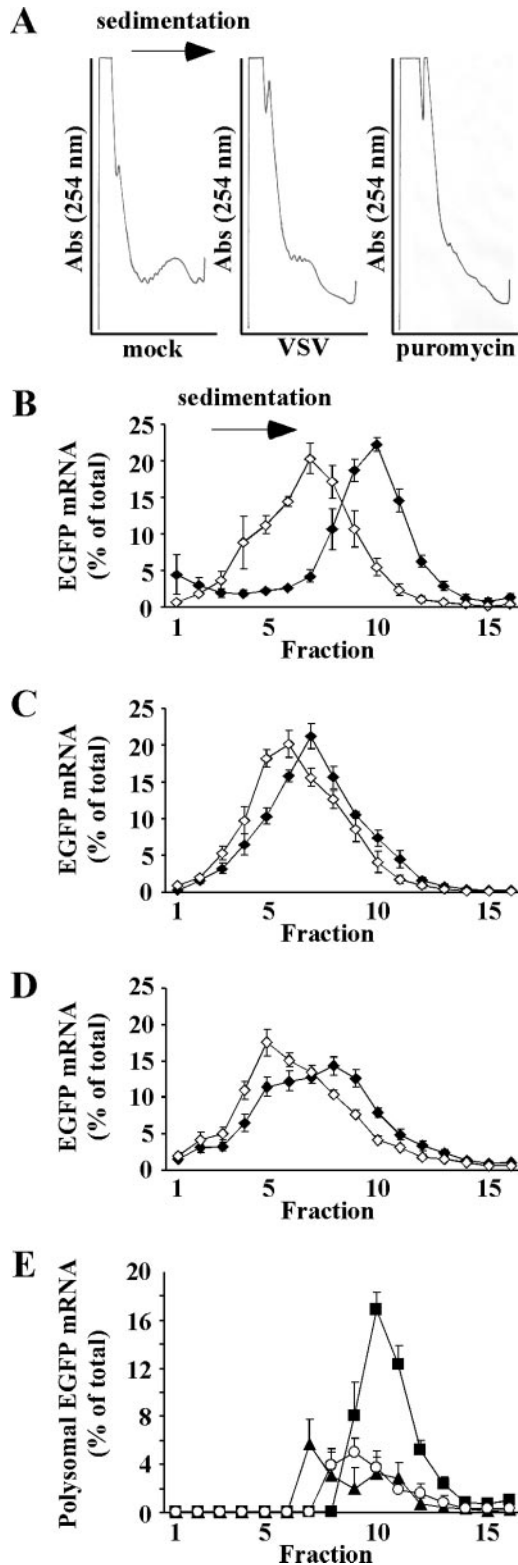 A
sedimentation
Abs (254 nm)
Abs (254 nm)
Abs (254 nm)
mock
VSV
puromycin
B
sedimentation
EGFP mRNA
(% of total)
25
20
15
10
5
0
1 5 10 15
Fraction
C
EGFP mRNA
(% of total)
25
20
15
10
5
0
1 5 10 15
Fraction
D
EGFP mRNA
(% of total)
25
20
15
10
5
0
1 5 10 15
Fraction
E
Polysomal EGFP mRNA
(% of total)
20
16
12
8
4
0
1 5 10 15
Fraction